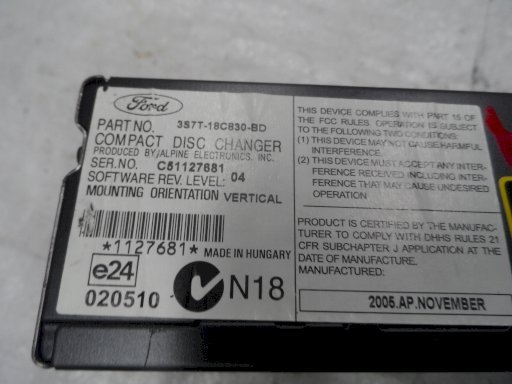 Ford
PART NO. 3S7T-18C830-BD
COMPACT DISC CHANGER
PRODUCED BY/ALPINE ELECTRONICS, INC.
SER.NO. C51127681
SOFTWARE REV. LEVEL: 04
MOUNTING ORIENTATION VERTICAL
*1127681* MADE IN HUNGARY
e24
020510
N18
THIS DEVICE COMPLIES WITH PART 15 OF
THE FCC RULES. OPERATION IS SUBJECT
TO THE FOLLOWING TWO CONDITIONS:
(1) THIS DEVICE MAY NOT CAUSE HARMFUL
INTERFERENCE.
(2) THIS DEVICE MUST ACCEPT ANY INTER-
FERENCE RECEIVED INCLUDING INTER-
FERENCE THAT MAY CAUSE UNDESIRED
OPERATION
PRODUCT IS CERTIFIED BY THE MANUFAC-
TURER TO COMPLY WITH DHHS RULES 21
CFR SUBCHAPTER J APPLICATION AT THE
DATE OF MANUFACTURE.
MANUFACTURED:
2005.AP.NOVEMBER